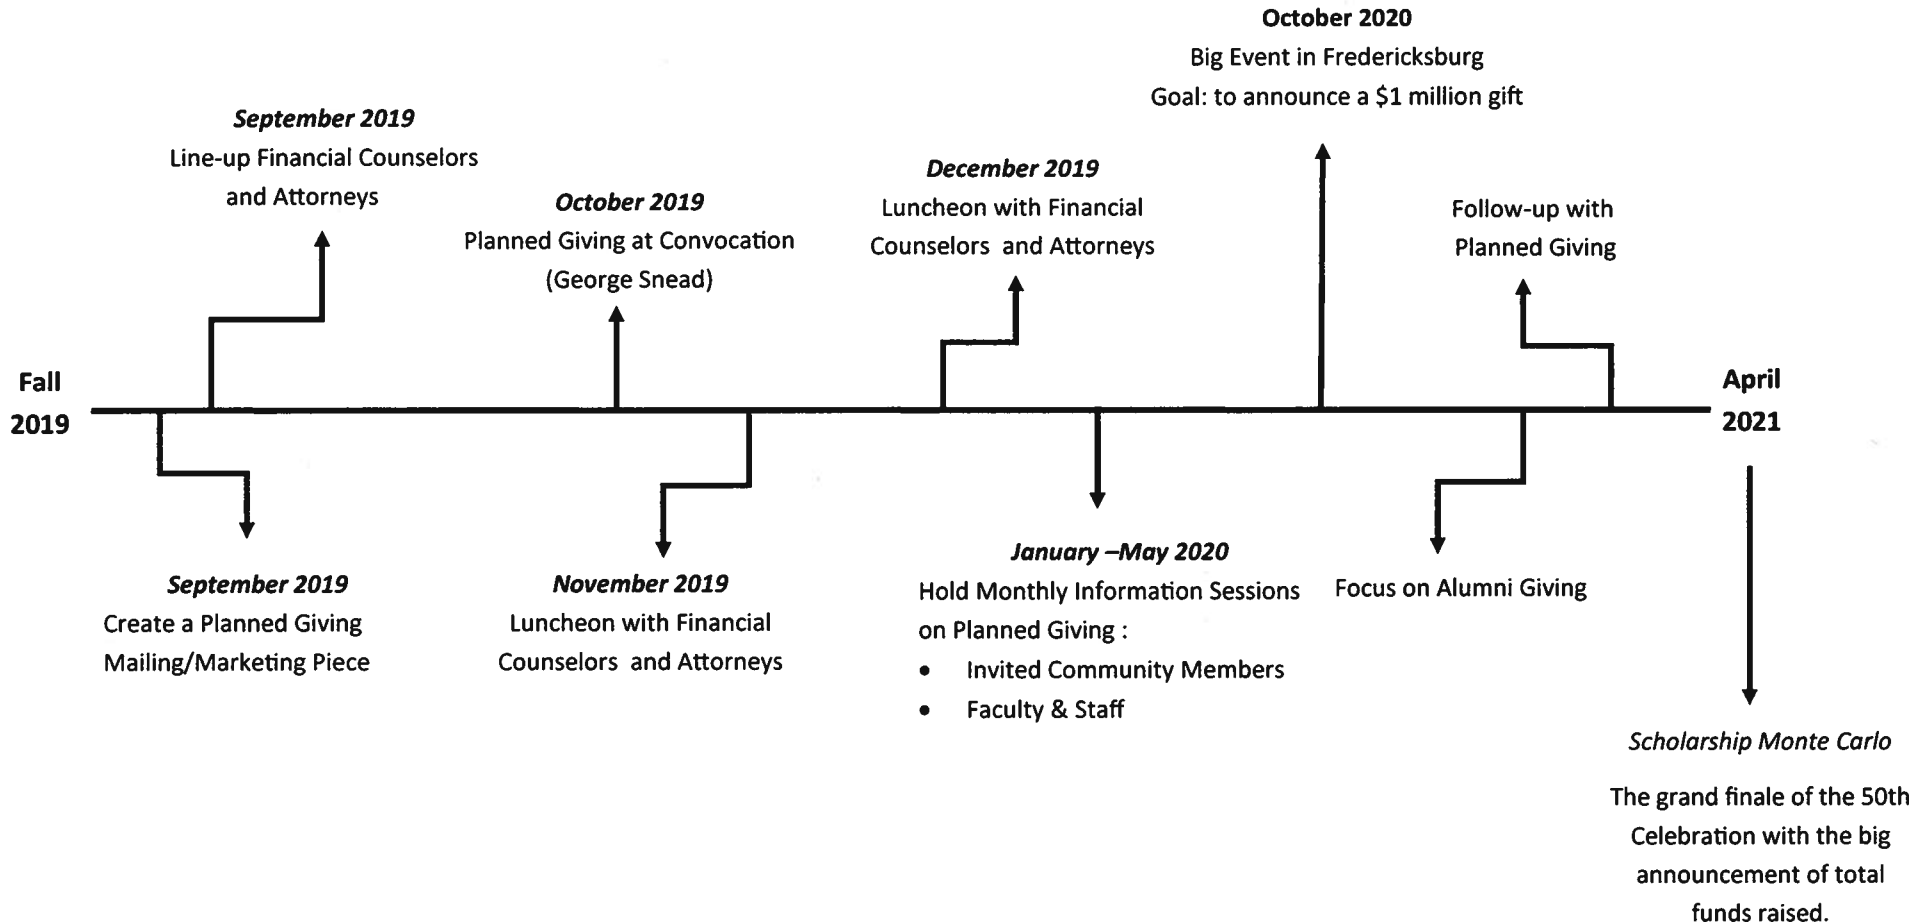 October 2020
Big Event in Fredericksburg
Goal: to announce a $1 million gift
September 2019
Line-up Financial Counselors
and Attorneys
October 2019
Planned Giving at Convocation
(George Snead)
December 2019
Luncheon with Financial
Counselors and Attorneys
Follow-up with
Planned Giving
Fall
2019
April
2021
September 2019
Create a Planned Giving
Mailing/Marketing Piece
November 2019
Luncheon with Financial
Counselors and Attorneys
January –May 2020
Hold Monthly Information Sessions
on Planned Giving :
• Invited Community Members
• Faculty & Staff
Focus on Alumni Giving
Scholarship Monte Carlo
The grand finale of the 50th
Celebration with the big
announcement of total
funds raised.